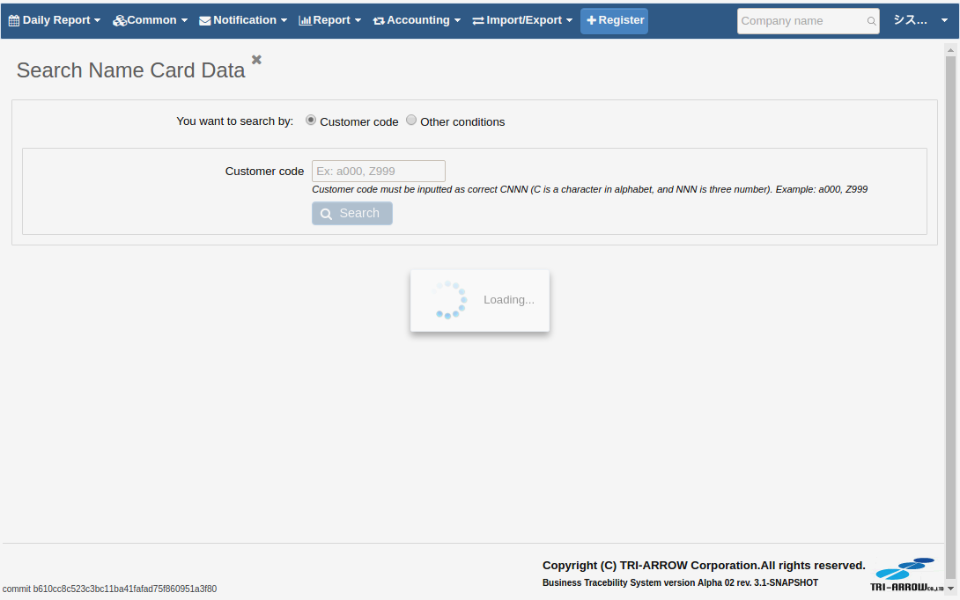 Daily Report Common Notification Report Accounting Import/Export Register Company name シス...
Search Name Card Data
You want to search by: Customer code Other conditions
Customer code Ex: a000, Z999
Customer code must be inputted as correct CNNN (C is a character in alphabet, and NNN is three number). Example: a000, Z999
Search
Loading...
Copyright (C) TRI-ARROW Corporation.All rights reserved.
Business Tracebility System version Alpha 02 rev. 3.1-SNAPSHOT
TRI-ARROW CO.,LTD
commit b610cc8c523c3bc11ba41fafad75f860951a3f80